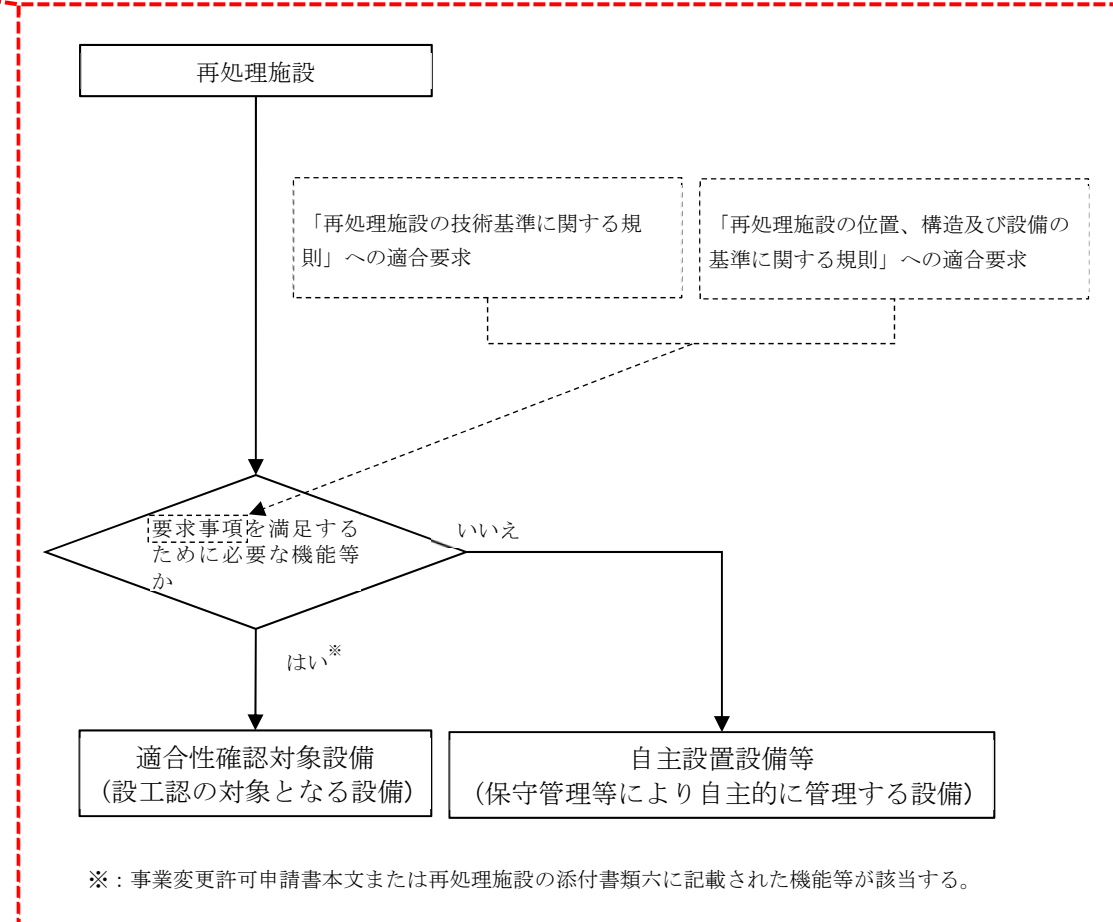 再処理施設
「再処理施設の技術基準に関する規
則」への適合要求
「再処理施設の位置、構造及び設備の
基準に関する規則」への適合要求
要求事項を満足する
ために必要な機能等
か
いいえ
はい※
適合性確認対象設備
(設工認の対象となる設備)
自主設置設備等
(保守管理等により自主的に管理する設備)
※：事業変更許可申請書本文または再処理施設の添付書類六に記載された機能等が該当する。